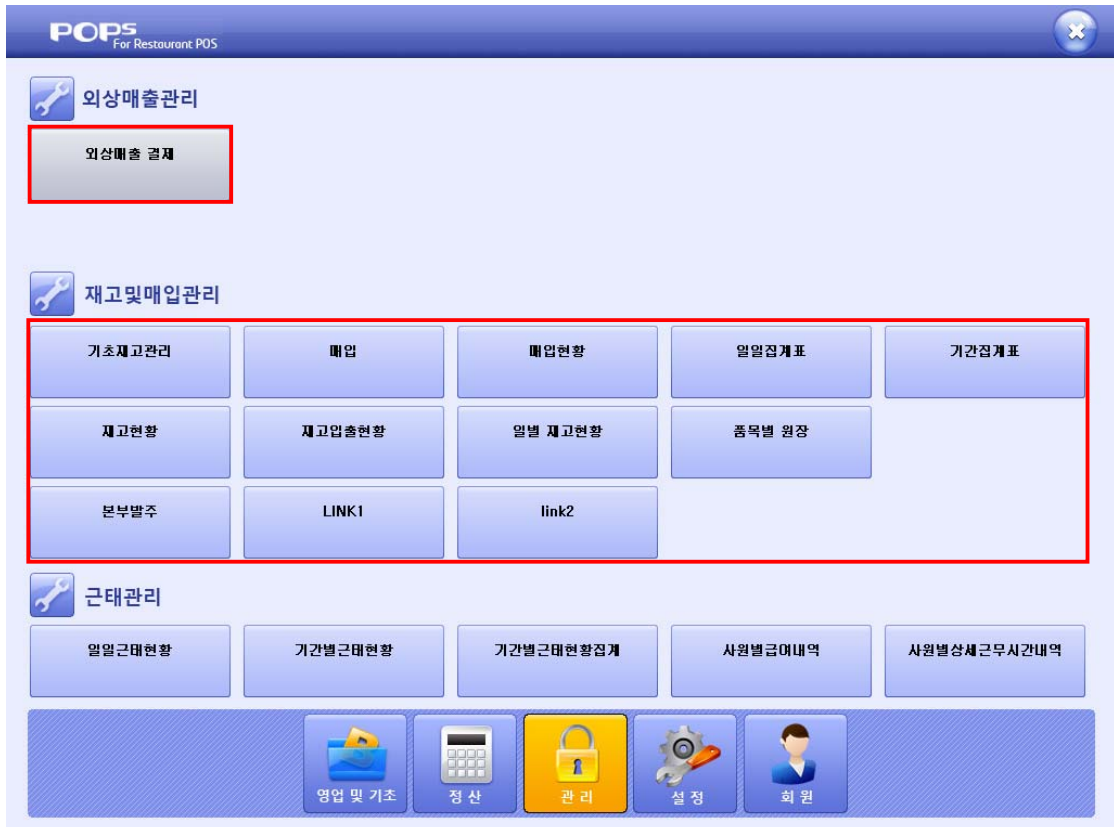 POPS
For Restaurant POS
외상매출관리
외상매출 결제
재고및매입관리
기초재고관리 매입 매입현황 일일집계표 기간집계표
재고현황 재고입출현황 일별 재고현황 품목별 원장
본부발주 LINK1 link2
근태관리
일일근태현황 기간별근태현황 기간별근태현황집계 사원별급여내역 사원별상세근무시간내역
영업 및 기초 정 산 관 리 설 정 회 원